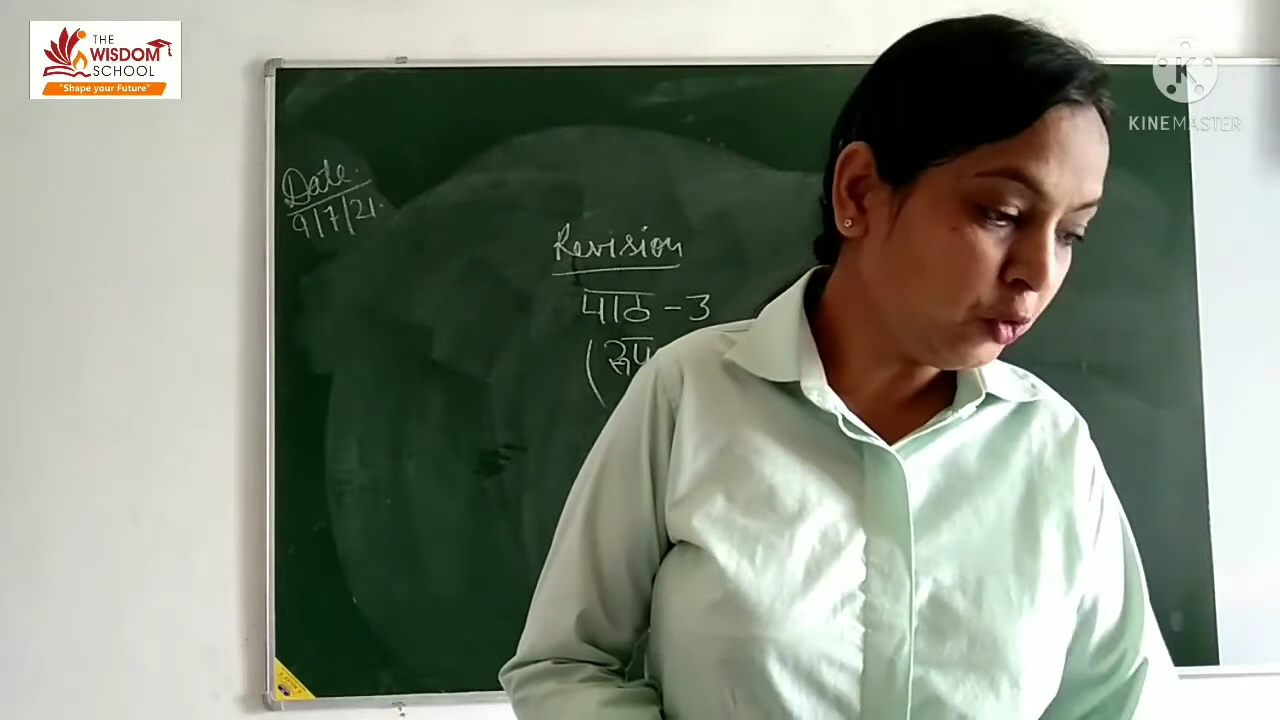 THE
WISDOM
SCHOOL
"Shape your Future"
K
KINEMASTER
Date.
9/7/21.
Revision
पाठ - 3
(रूप